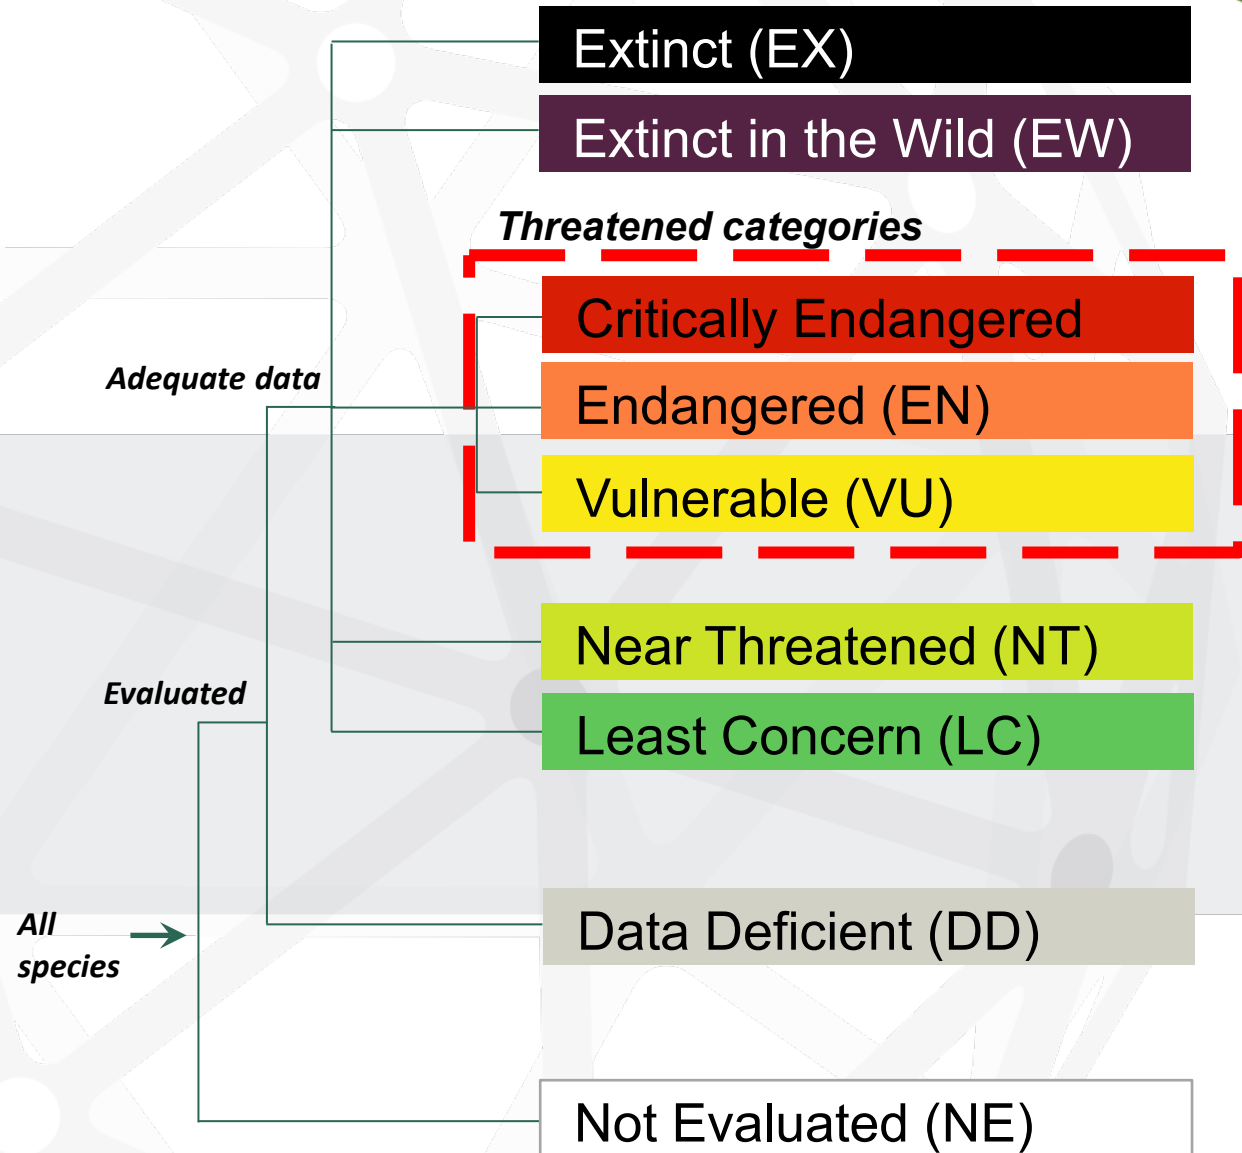 Extinct (EX)
Extinct in the Wild (EW)
Threatened categories
Critically Endangered
Adequate data
Endangered (EN)
Vulnerable (VU)
Near Threatened (NT)
Evaluated
Least Concern (LC)
All
species
Data Deficient (DD)
Not Evaluated (NE)